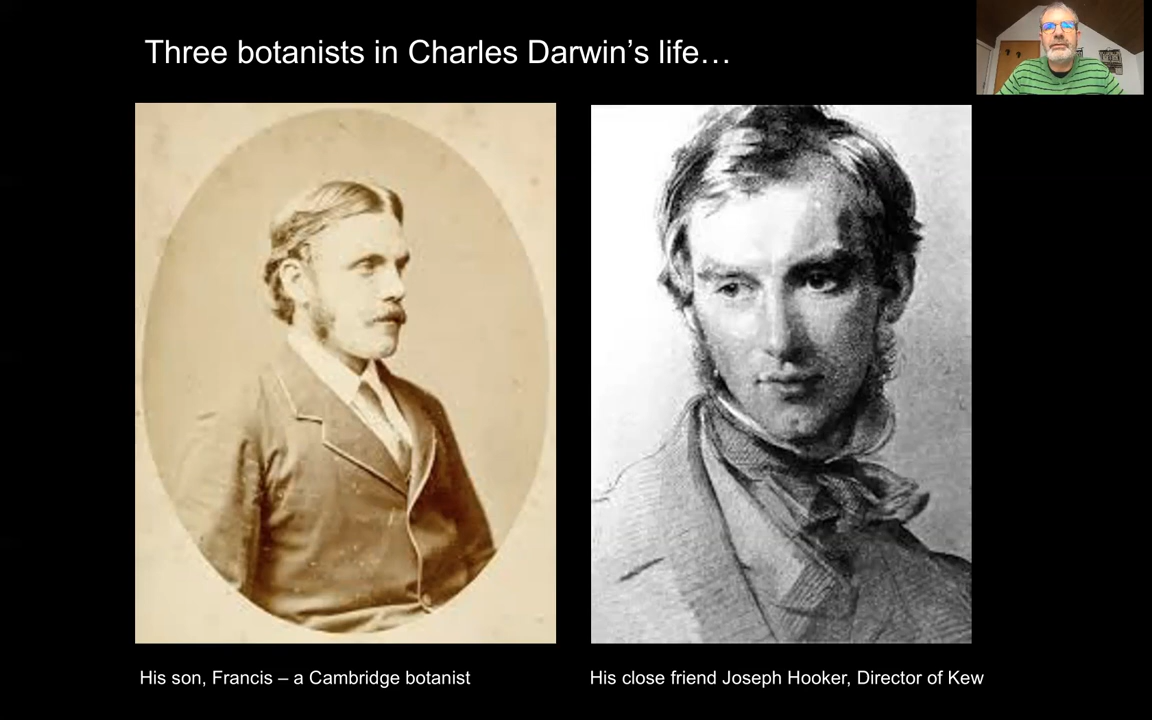 Three botanists in Charles Darwin’s life…
His son, Francis – a Cambridge botanist
His close friend Joseph Hooker, Director of Kew